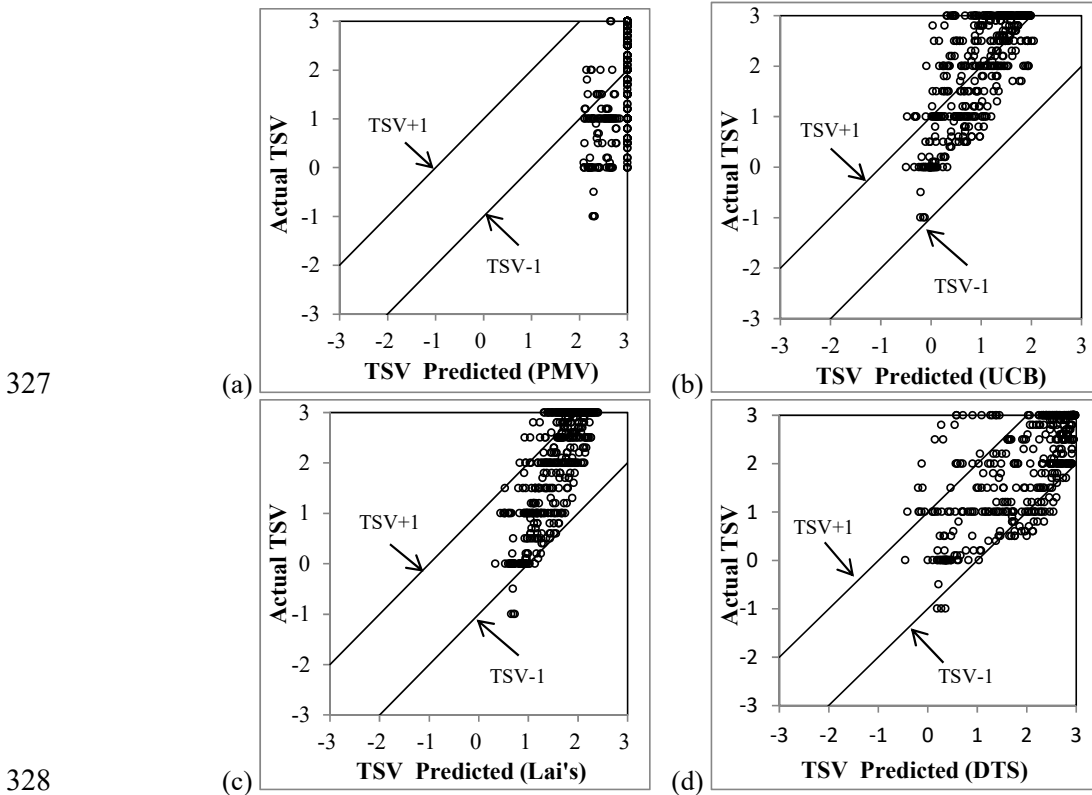 3
2
1
0
-1
-2
-3
Actual TSV
TSV+1
TSV-1
-3 -2 -1 0 1 2 3
TSV Predicted (PMV)
327 (a)
3
2
1
0
-1
-2
-3
Actual TSV
TSV+1
TSV-1
-3 -2 -1 0 1 2 3
TSV Predicted (UCB)
(b)
3
2
1
0
-1
-2
-3
Actual TSV
TSV+1
TSV-1
-3 -2 -1 0 1 2 3
TSV Predicted (Lai's)
328 (c)
3
2
1
0
-1
-2
-3
Actual TSV
TSV+1
TSV-1
-3 -2 -1 0 1 2 3
TSV Predicted (DTS)
(d)